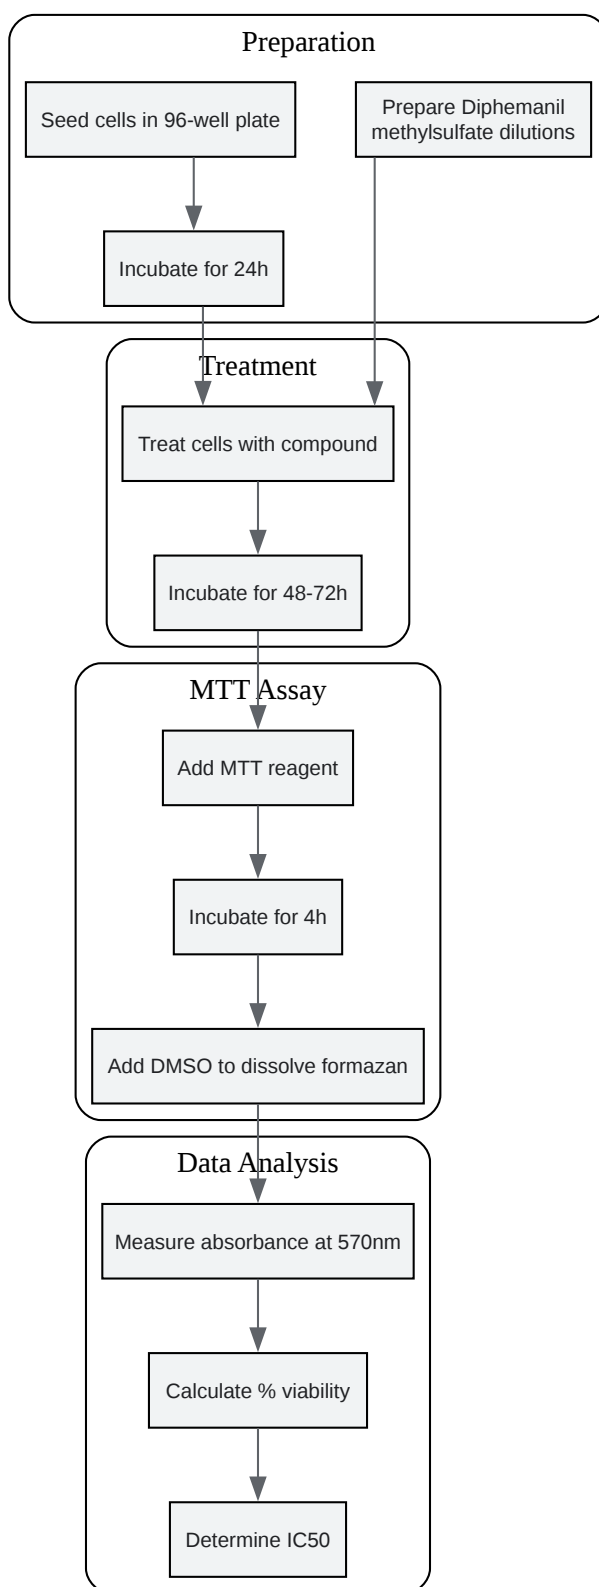 Preparation
Seed cells in 96-well plate
Prepare Diphemanil
methylsulfate dilutions
Incubate for 24h
Treatment
Treat cells with compound
Incubate for 48-72h
MTT Assay
Add MTT reagent
Incubate for 4h
Add DMSO to dissolve formazan
Data Analysis
Measure absorbance at 570nm
Calculate % viability
Determine IC50